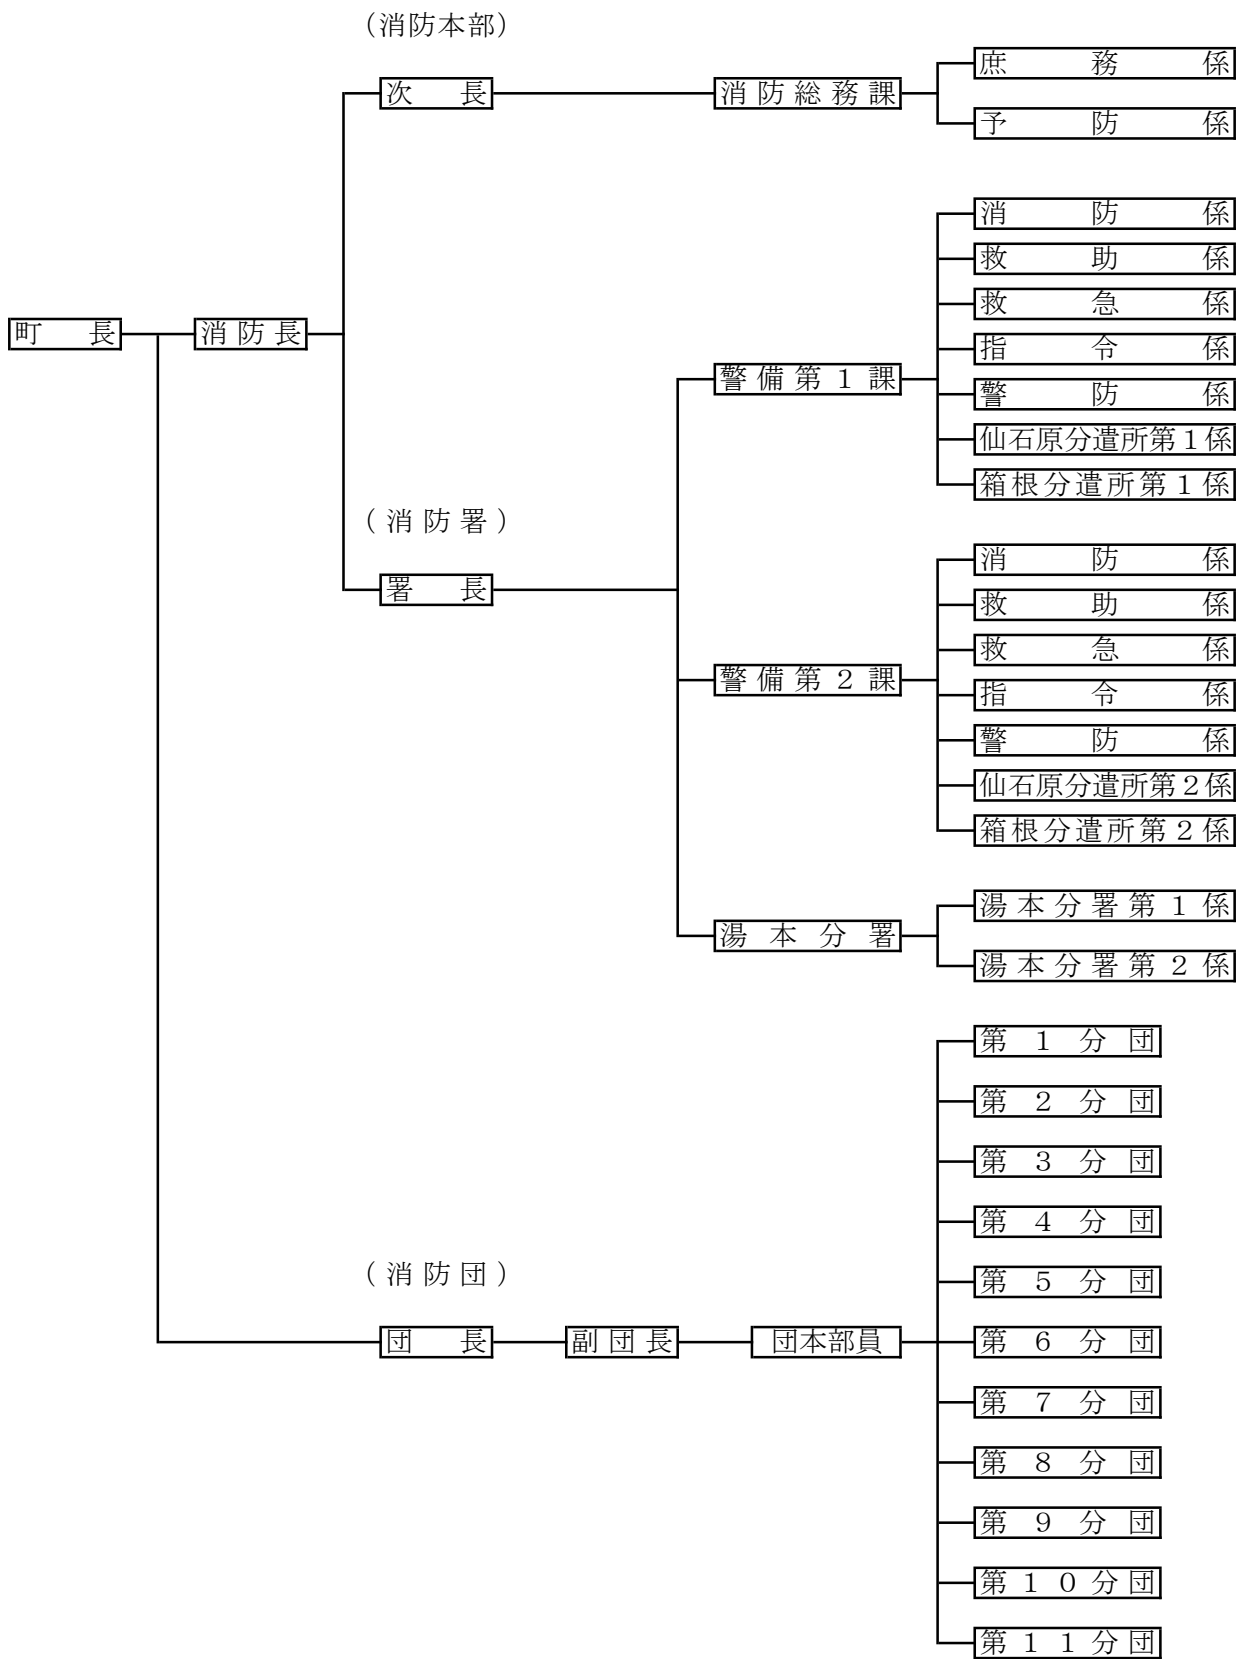 （消防本部）
庶務係
次長
消防総務課
予防係
消防係
救助係
救急係
町長
消防長
指令係
警備第１課
警防係
仙石原分遣所第１係
箱根分遣所第１係
（消防署）
消防係
署長
救助係
救急係
警備第２課
指令係
警防係
仙石原分遣所第２係
箱根分遣所第２係
湯本分署第１係
湯本分署
湯本分署第２係
第１分団
第２分団
第３分団
第４分団
（消防団）
第５分団
団長
副団長
団本部員
第６分団
第７分団
第８分団
第９分団
第１０分団
第１１分団